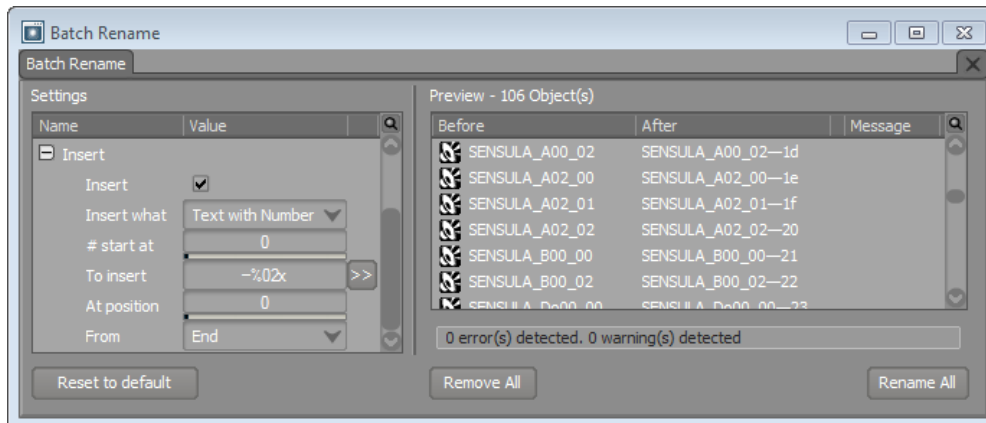 Batch Rename
Batch Rename
Settings
Name Value
Insert
Insert
Insert what Text with Number
# start at 0
To insert —%02x >>
At position 0
From End
Reset to default
Preview - 106 Object(s)
Before After Message
SENSULA_A00_02 SENSULA_A00_02—1d
SENSULA_A02_00 SENSULA_A02_00—1e
SENSULA_A02_01 SENSULA_A02_01—1f
SENSULA_A02_02 SENSULA_A02_02—20
SENSULA_B00_00 SENSULA_B00_00—21
SENSULA_B00_02 SENSULA_B00_02—22
SENSULA_Do00_00 SENSULA_Do00_00—23
0 error(s) detected. 0 warning(s) detected
Remove All Rename All